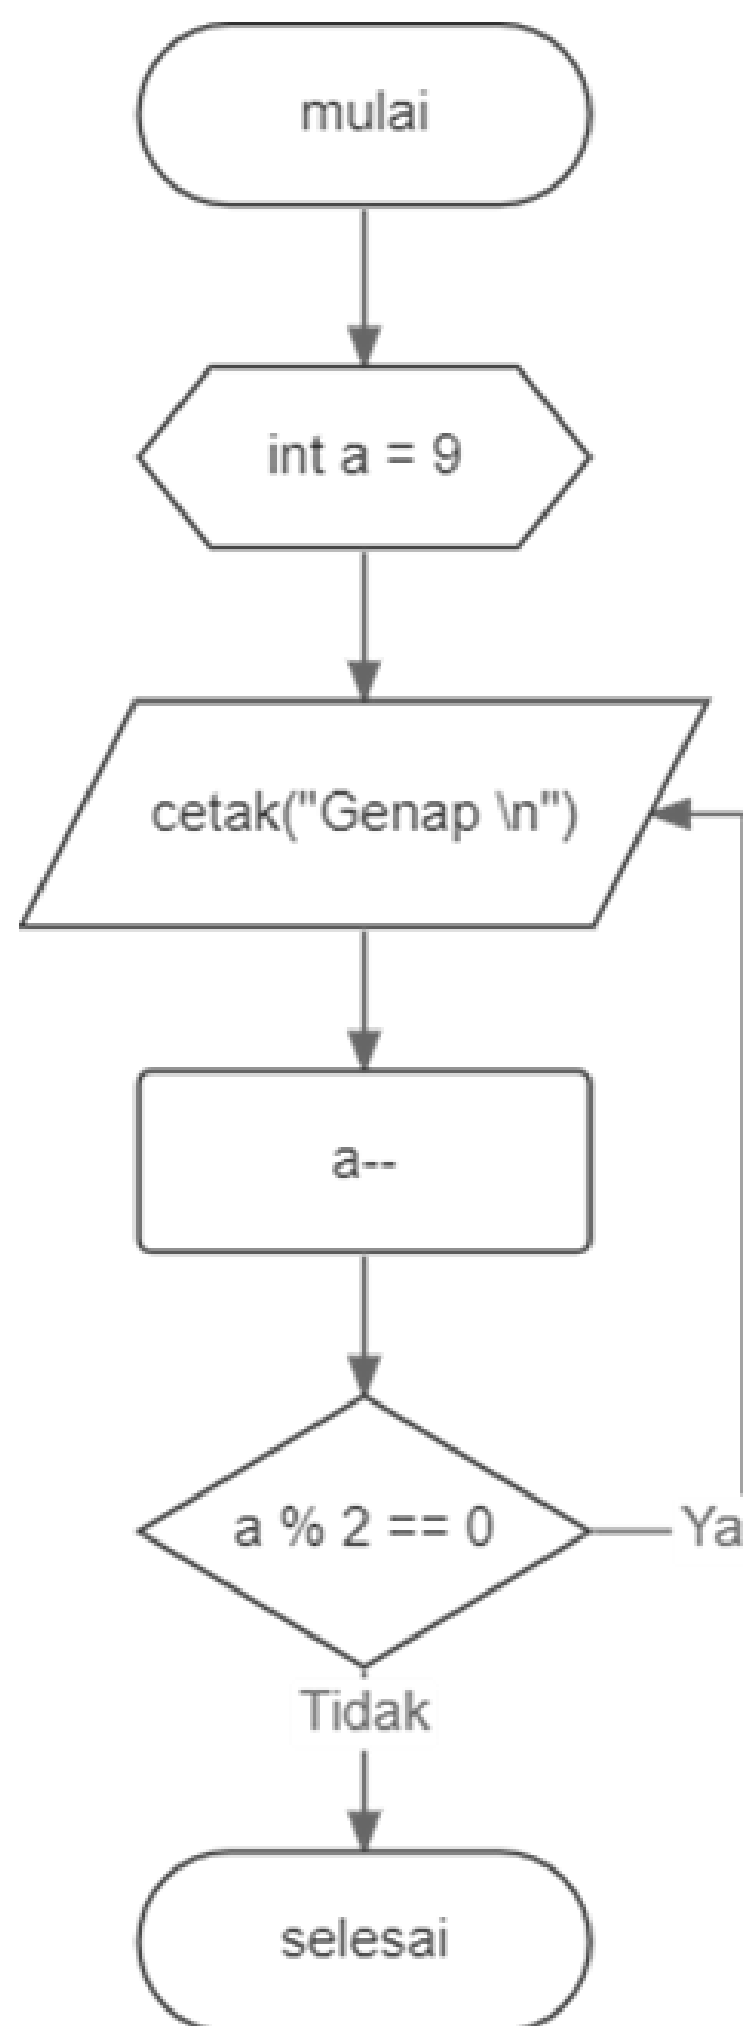 mulai
int a = 9
cetak("Genap \n")
a--
a % 2 == 0
Ya
Tidak
selesai